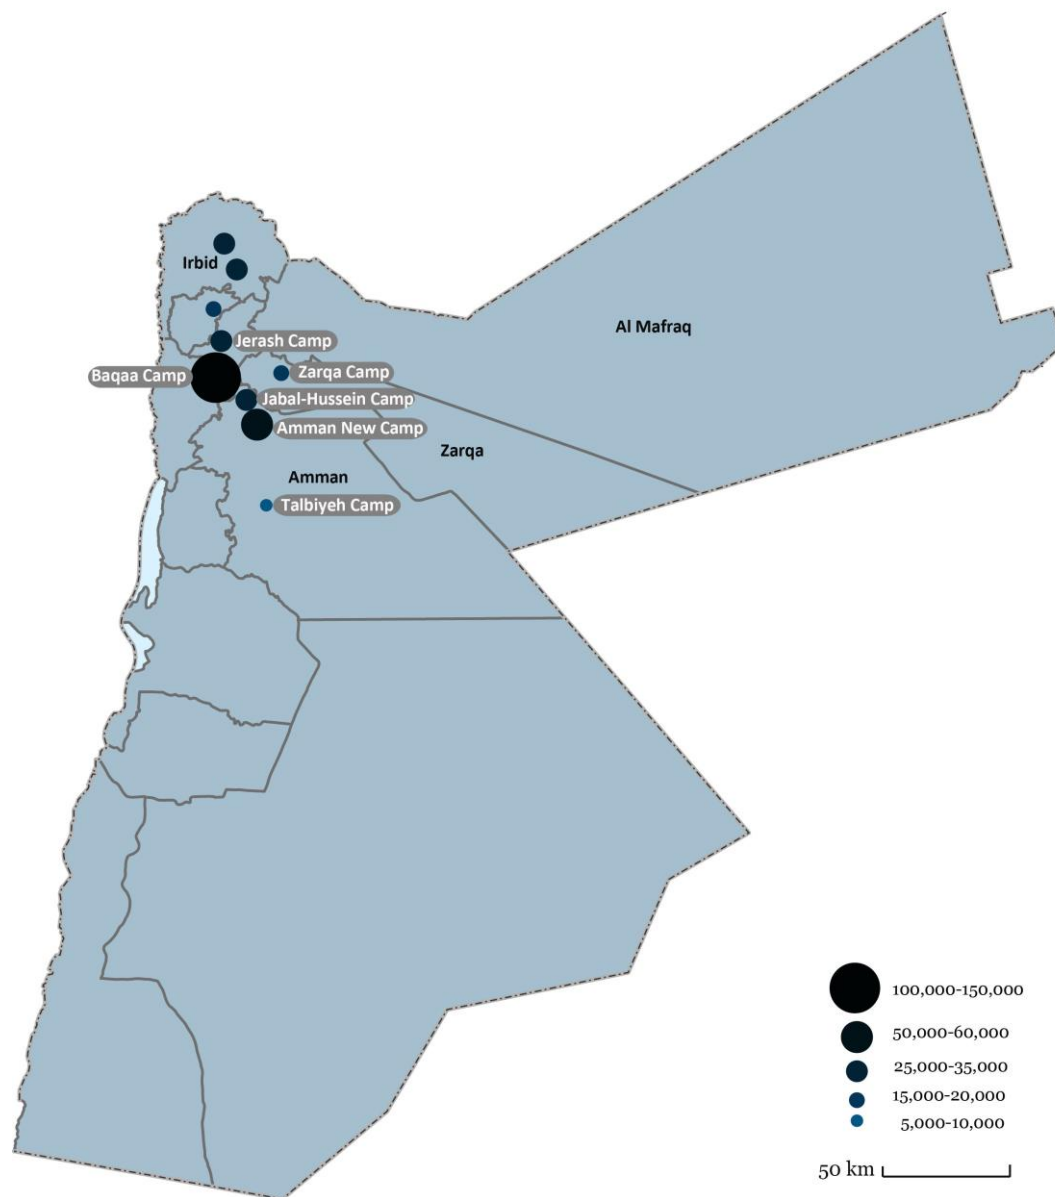 Irbid
Al Mafraq
Jerash Camp
Baqaa Camp
Zarqa Camp
Jabal-Hussein Camp
Amman New Camp
Zarqa
Amman
Talbiyeh Camp
100,000-150,000
50,000-60,000
25,000-35,000
15,000-20,000
5,000-10,000
50 km